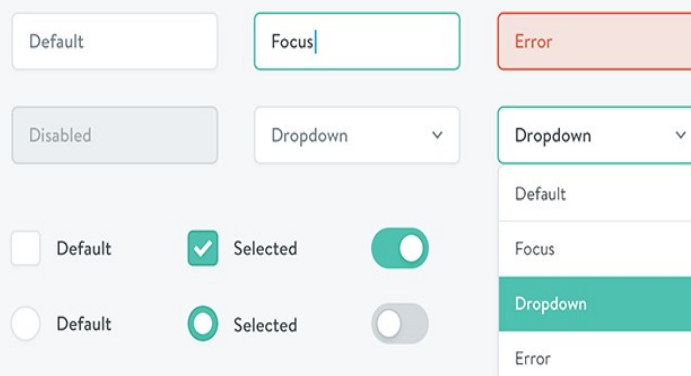 Default
Focus
Error
Disabled
Dropdown
Dropdown
Default
Focus
Dropdown
Error
Default
Selected
Default
Selected